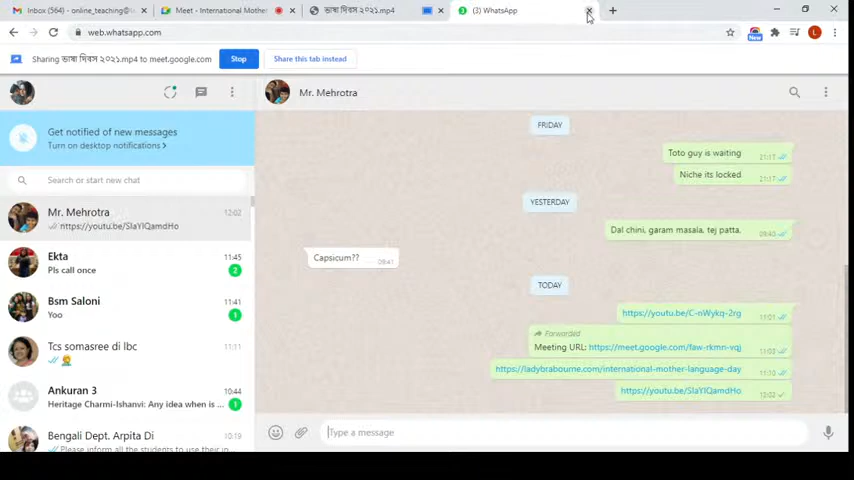 Inbox (564) - online_teaching@
Meet - International Mother
ভাষা দিবস ২০২১.mp4
(3) WhatsApp
web.whatsapp.com
New
L
Sharing ভাষা দিবস ২০২১.mp4 to meet.google.com
Stop
Share this tab instead
Mr. Mehrotra
Get notified of new messages
Turn on desktop notifications >
Search or start new chat
Mr. Mehrotra 12:02
https://youtu.be/SIaYIQamdHo
Ekta 11:45
Pls call once 2
Bsm Saloni 11:41
Yoo 1
Tcs somasree di lbc 11:11
Ankuran 3 10:44
Heritage Charmi-Ishanvi: Any idea when is ... 1
Bengali Dept. Arpita Di 10:19
Please inform all the students to use their in
FRIDAY
Toto guy is waiting 21:17
Niche its locked 21:17
YESTERDAY
Dal chini, garam masala, tej patta. 09:40
Capsicum?? 09:41
TODAY
https://youtu.be/C-nWykq-2rg 11:01
Forwarded
Meeting URL: https://meet.google.com/faw-rkmn-vqj 11:03
https://ladybrabourne.com/international-mother-language-day 11:10
https://youtu.be/SIaYIQamdHo 12:02
Type a message